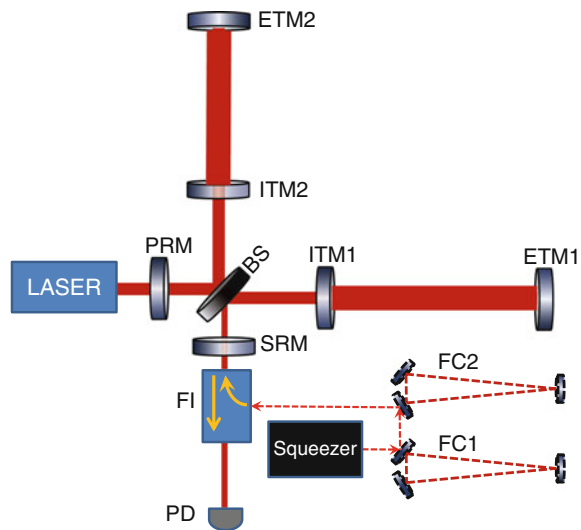 ETM2
ITM2
PRM
BS
ITM1
ETM1
LASER
SRM
FI
FC2
Squeezer
FC1
PD